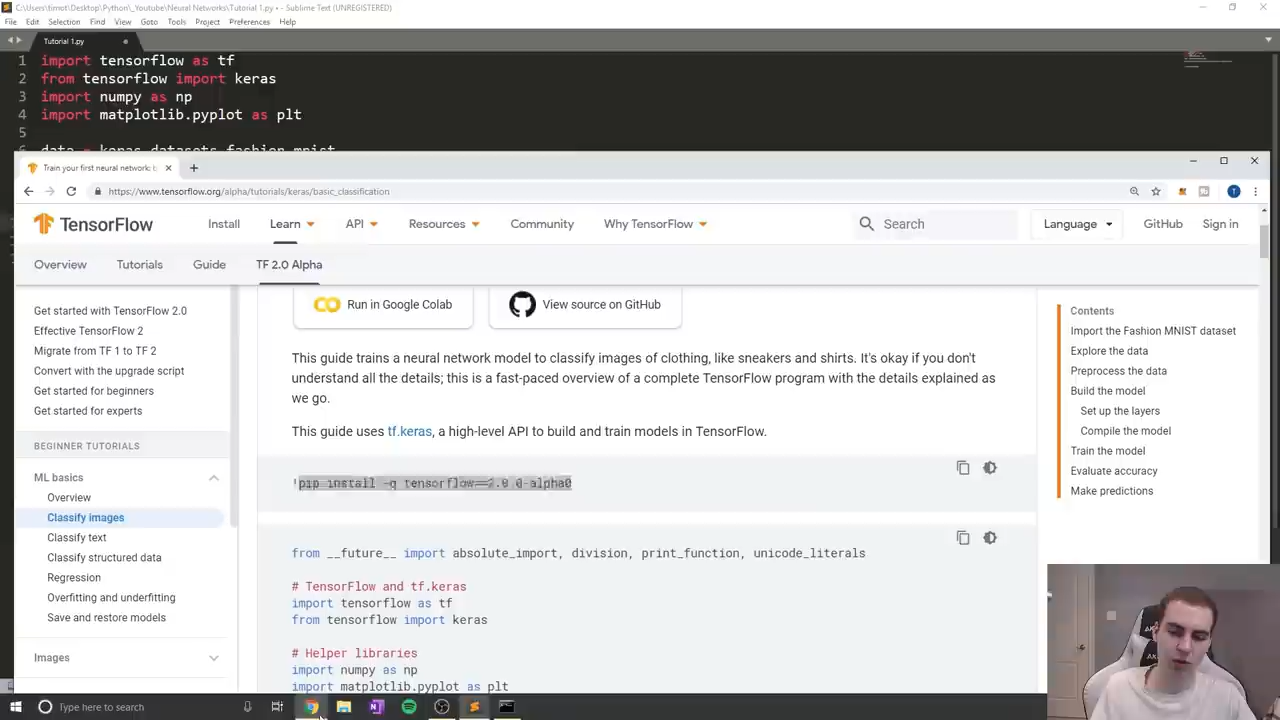 C:\Users\timot\Desktop\Python\_Youtube\Neural Networks\Tutorial 1.py • - Sublime Text (UNREGISTERED)
File Edit Selection Find View Goto Tools Project Preferences Help
Tutorial 1.py
1 import tensorflow as tf
2 from tensorflow import keras
3 import numpy as np
4 import matplotlib.pyplot as plt
5
6 data = keras.datasets.fashion_mnist
Train your first neural network:
https://www.tensorflow.org/alpha/tutorials/keras/basic_classification
TensorFlow Install Learn API Resources Community Why TensorFlow Search Language GitHub Sign in
Overview Tutorials Guide TF 2.0 Alpha
Get started with TensorFlow 2.0
Effective TensorFlow 2
Migrate from TF 1 to TF 2
Convert with the upgrade script
Get started for beginners
Get started for experts
BEGINNER TUTORIALS
ML basics
Overview
Classify images
Classify text
Classify structured data
Regression
Overfitting and underfitting
Save and restore models
Images
Run in Google Colab View source on GitHub
This guide trains a neural network model to classify images of clothing, like sneakers and shirts. It's okay if you don't
understand all the details; this is a fast-paced overview of a complete TensorFlow program with the details explained as
we go.
This guide uses tf.keras, a high-level API to build and train models in TensorFlow.
!pip install -q tensorflow==2.0.0-alpha0
from __future__ import absolute_import, division, print_function, unicode_literals
# TensorFlow and tf.keras
import tensorflow as tf
from tensorflow import keras
# Helper libraries
import numpy as np
import matplotlib.pyplot as plt
Contents
Import the Fashion MNIST dataset
Explore the data
Preprocess the data
Build the model
Set up the layers
Compile the model
Train the model
Evaluate accuracy
Make predictions
Type here to search